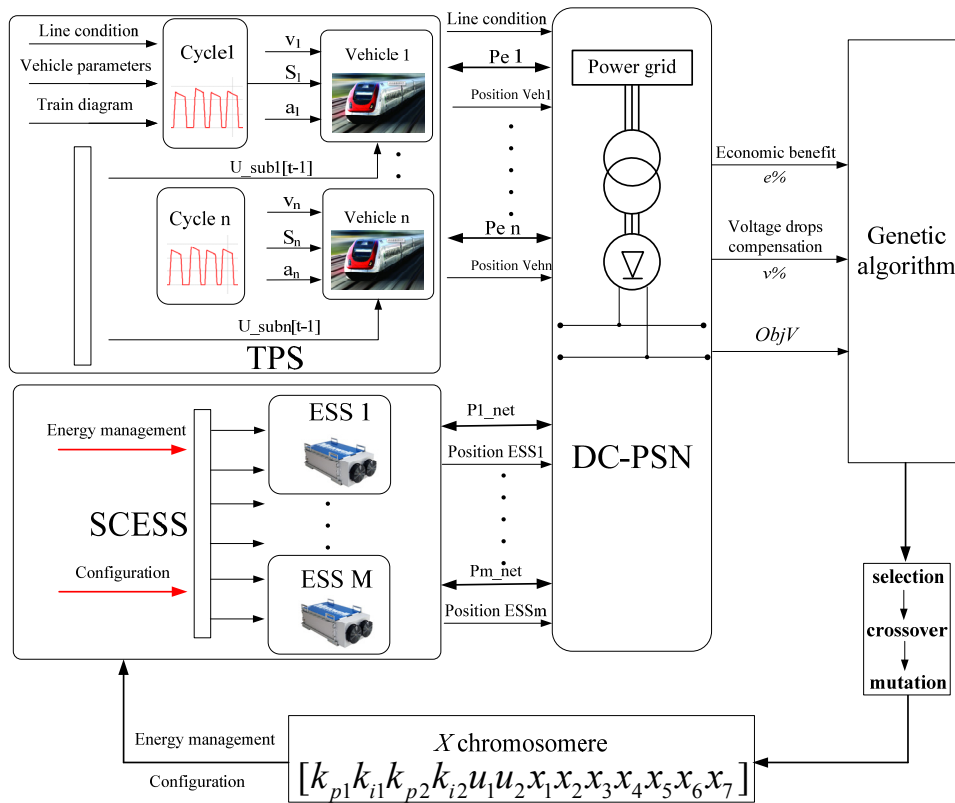 Line condition
Vehicle parameters
Train diagram
Cycle1
v1
S1
a1
Vehicle 1
U_sub1[t-1]
Cycle n
vn
Sn
an
Vehicle n
U_subn[t-1]
TPS
Line condition
Pe 1
Position Veh1
Pe n
Position Vehn
Power grid
DC-PSN
Economic benefit
e%
Voltage drops
compensation
v%
ObjV
Genetic
algorithm
Energy management
SCESS
Configuration
ESS 1
ESS M
P1_net
Position ESS1
Pm_net
Position ESSm
selection
crossover
mutation
Energy management
Configuration
X chromosomere
[kp1ki1kp2ki2u1u2x1x2x3x4x5x6x7]